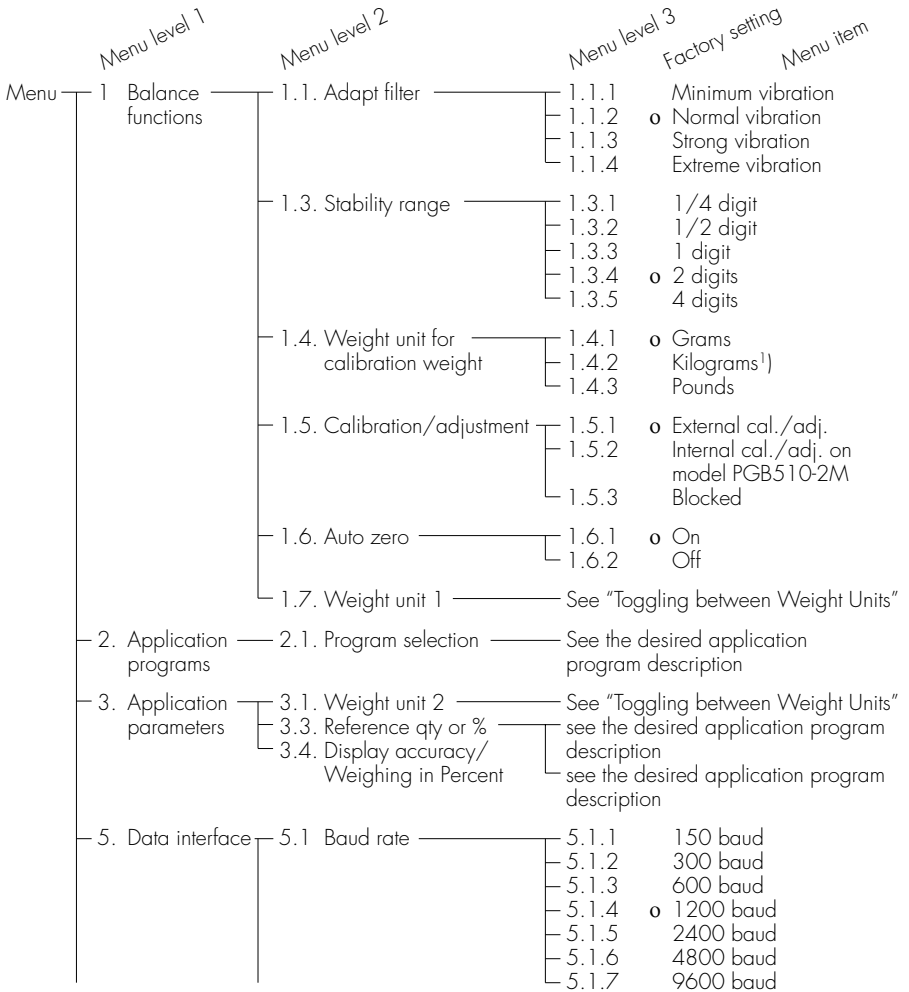 Menu level 1 Menu level 2 Menu level 3 Factory setting Menu item
Menu 1 Balance 1.1. Adapt filter 1.1.1 Minimum vibration
functions 1.1.2 o Normal vibration
1.1.3 Strong vibration
1.1.4 Extreme vibration
1.3. Stability range 1.3.1 1/4 digit
1.3.2 1/2 digit
1.3.3 1 digit
1.3.4 o 2 digits
1.3.5 4 digits
1.4. Weight unit for 1.4.1 o Grams
calibration weight 1.4.2 Kilograms1)
1.4.3 Pounds
1.5. Calibration/adjustment 1.5.1 o External cal./adj.
1.5.2 Internal cal./adj. on
model PGB510-2M
1.5.3 Blocked
1.6. Auto zero 1.6.1 o On
1.6.2 Off
1.7. Weight unit 1 See “Toggling between Weight Units”
2. Application 2.1. Program selection See the desired application
programs program description
3. Application 3.1. Weight unit 2 See “Toggling between Weight Units”
parameters 3.3. Reference qty or % see the desired application program
3.4. Display accuracy/ description
Weighing in Percent see the desired application program
description
5. Data interface 5.1 Baud rate 5.1.1 150 baud
5.1.2 300 baud
5.1.3 600 baud
5.1.4 o 1200 baud
5.1.5 2400 baud
5.1.6 4800 baud
5.1.7 9600 baud